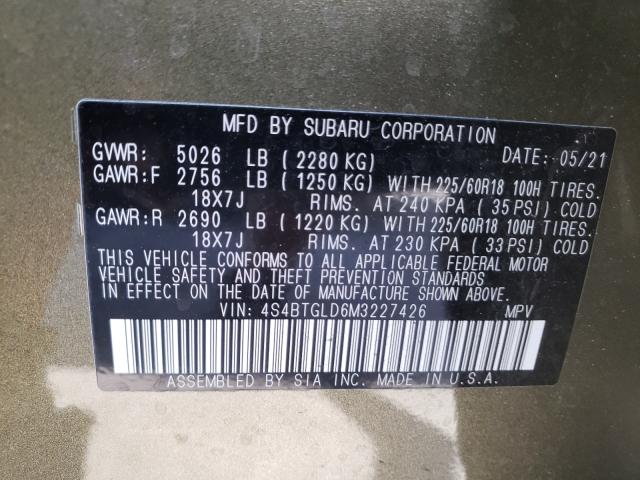 MFD BY SUBARU CORPORATION
GVWR: 5026 LB ( 2280 KG) DATE: 05/21
GAWR:F 2756 LB ( 1250 KG) WITH 225/60R18 100H TIRES.
18X7J RIMS. AT 240 KPA ( 35 PSI) COLD
GAWR:R 2690 LB ( 1220 KG) WITH 225/60R18 100H TIRES.
18X7J RIMS. AT 230 KPA ( 33 PSI) COLD
THIS VEHICLE CONFORMS TO ALL APPLICABLE FEDERAL MOTOR
VEHICLE SAFETY AND THEFT PREVENTION STANDARDS
IN EFFECT ON THE DATE OF MANUFACTURE SHOWN ABOVE.
VIN: 4S4BTGLD6M3227426 MPV
ASSEMBLED BY SIA INC. MADE IN U.S.A.